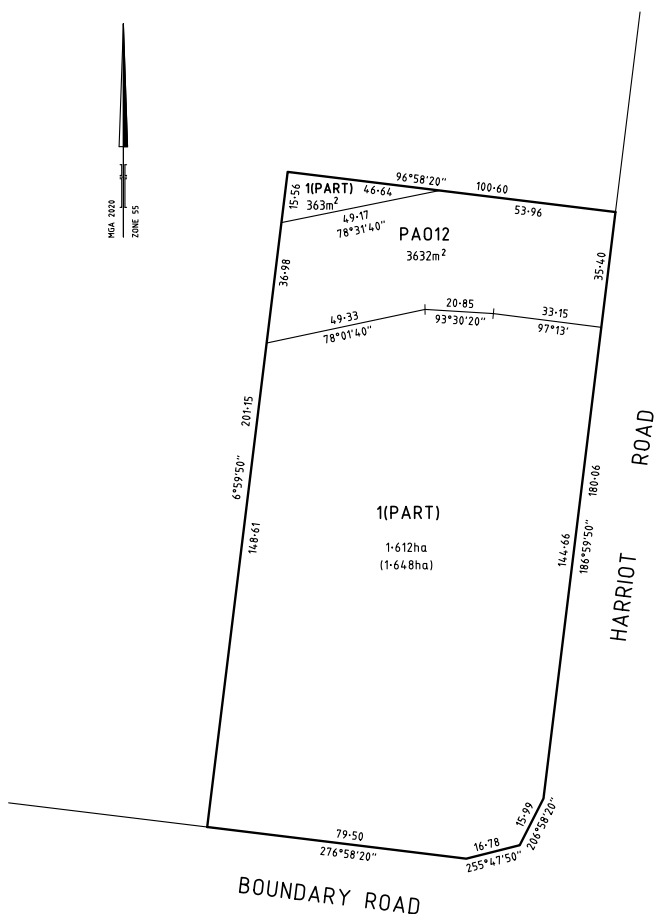 MGA 2020
ZONE 55
96°58'20"
100·60
1(PART)
46·64
363m²
15·56
49·17
78°31'40"
53·96
PA012
3632m²
35·40
36·98
49·33
78°01'40"
20·85
93°30'20"
33·15
97°13'
201·15
6°59'50"
148·61
1(PART)
1·612ha
(1·648ha)
180·06
144·66
186°59'50"
HARRIOT ROAD
15·99
206°58'20"
16·78
255°47'50"
79·50
276°58'20"
BOUNDARY ROAD